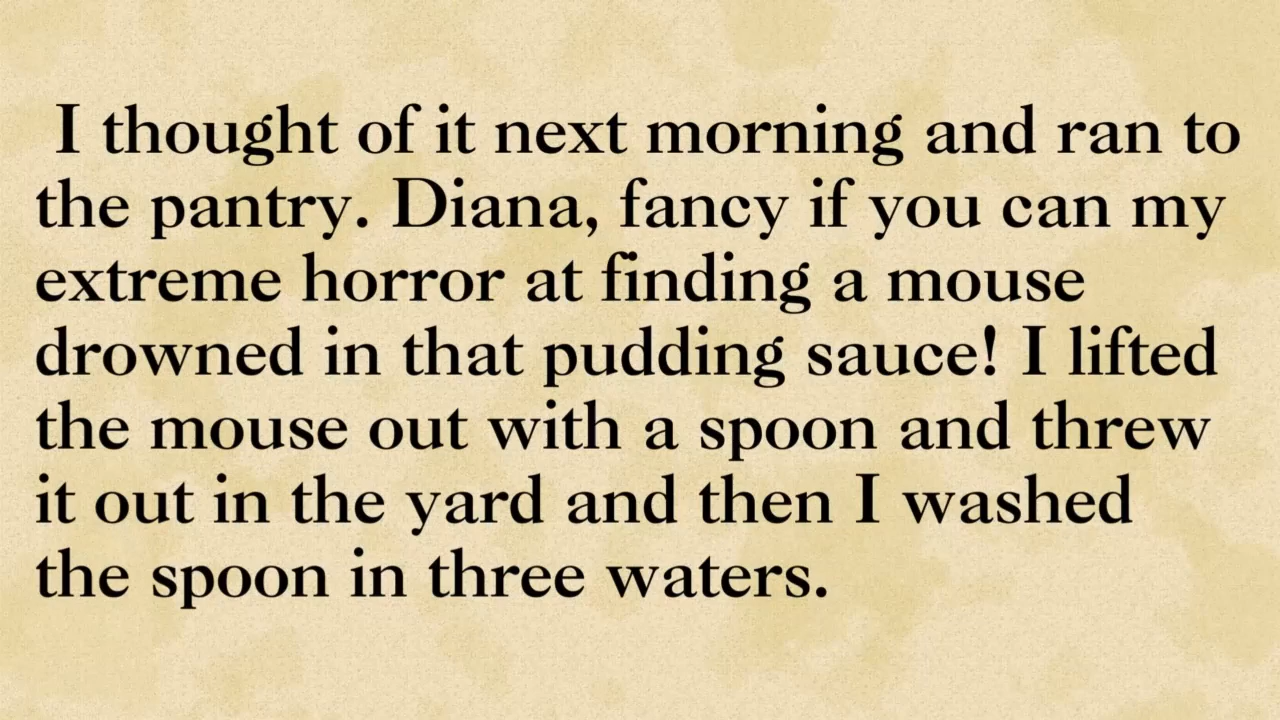 I thought of it next morning and ran to
the pantry. Diana, fancy if you can my
extreme horror at finding a mouse
drowned in that pudding sauce! I lifted
the mouse out with a spoon and threw
it out in the yard and then I washed
the spoon in three waters.